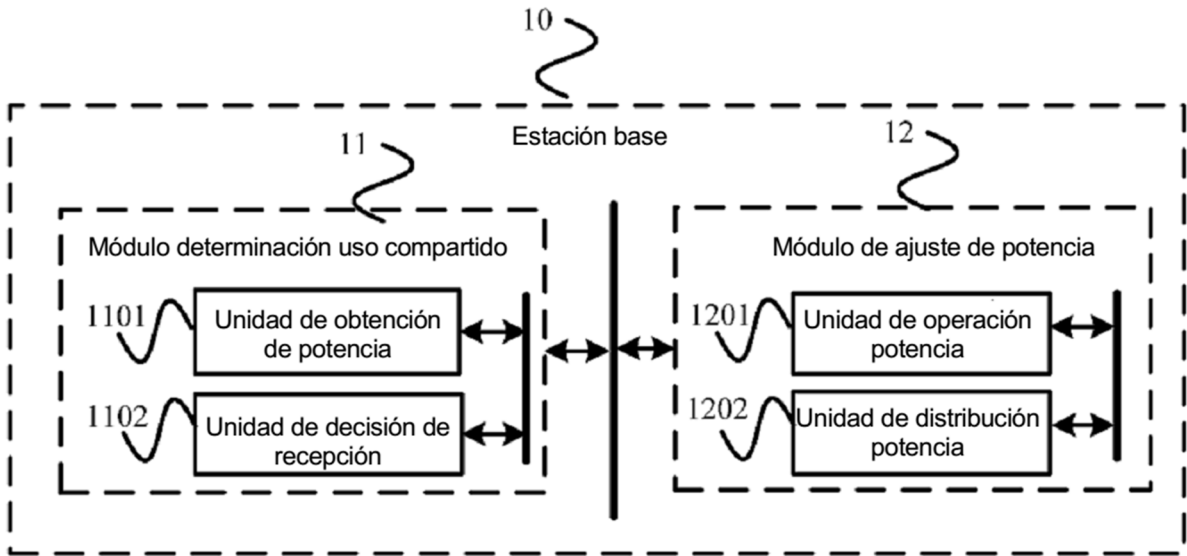 10
Estación base
11
12
Módulo determinación uso compartido
Módulo de ajuste de potencia
1101
Unidad de obtención
de potencia
1102
Unidad de decisión de
recepción
1201
Unidad de operación
potencia
1202
Unidad de distribución
potencia